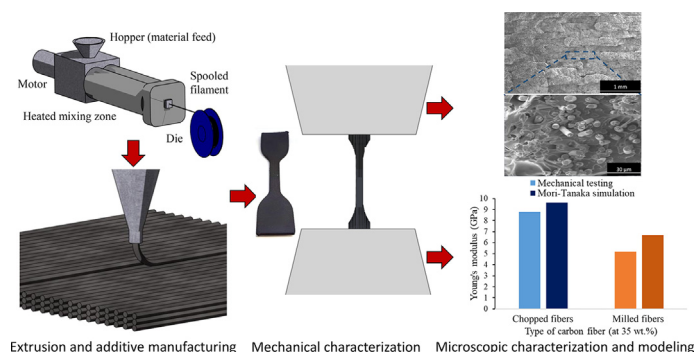 Hopper (material feed)
Motor
Spooled
filament
Heated mixing zone
Die
1 mm
30 µm
Mechanical testing
Mori-Tanaka simulation
Young's modulus (GPa)
10
9
8
7
6
5
4
3
2
1
0
Chopped fibers
Milled fibers
Type of carbon fiber (at 35 wt.%)
Extrusion and additive manufacturing
Mechanical characterization
Microscopic characterization and modeling